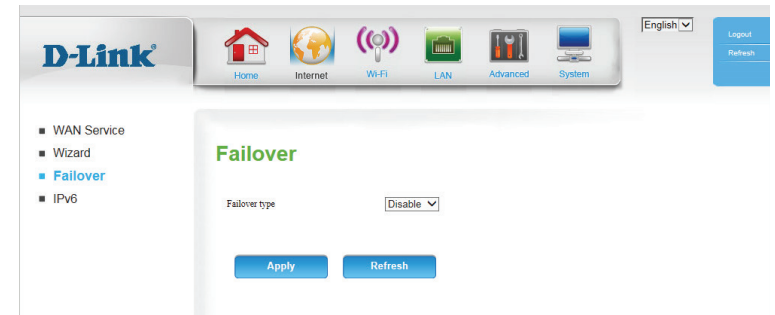 D-Link®
Home
Internet
Wi-Fi
LAN
Advanced
System
English
Logout
Refresh
WAN Service
Wizard
Failover
IPv6
Failover
Failover type
Disable
Apply
Refresh